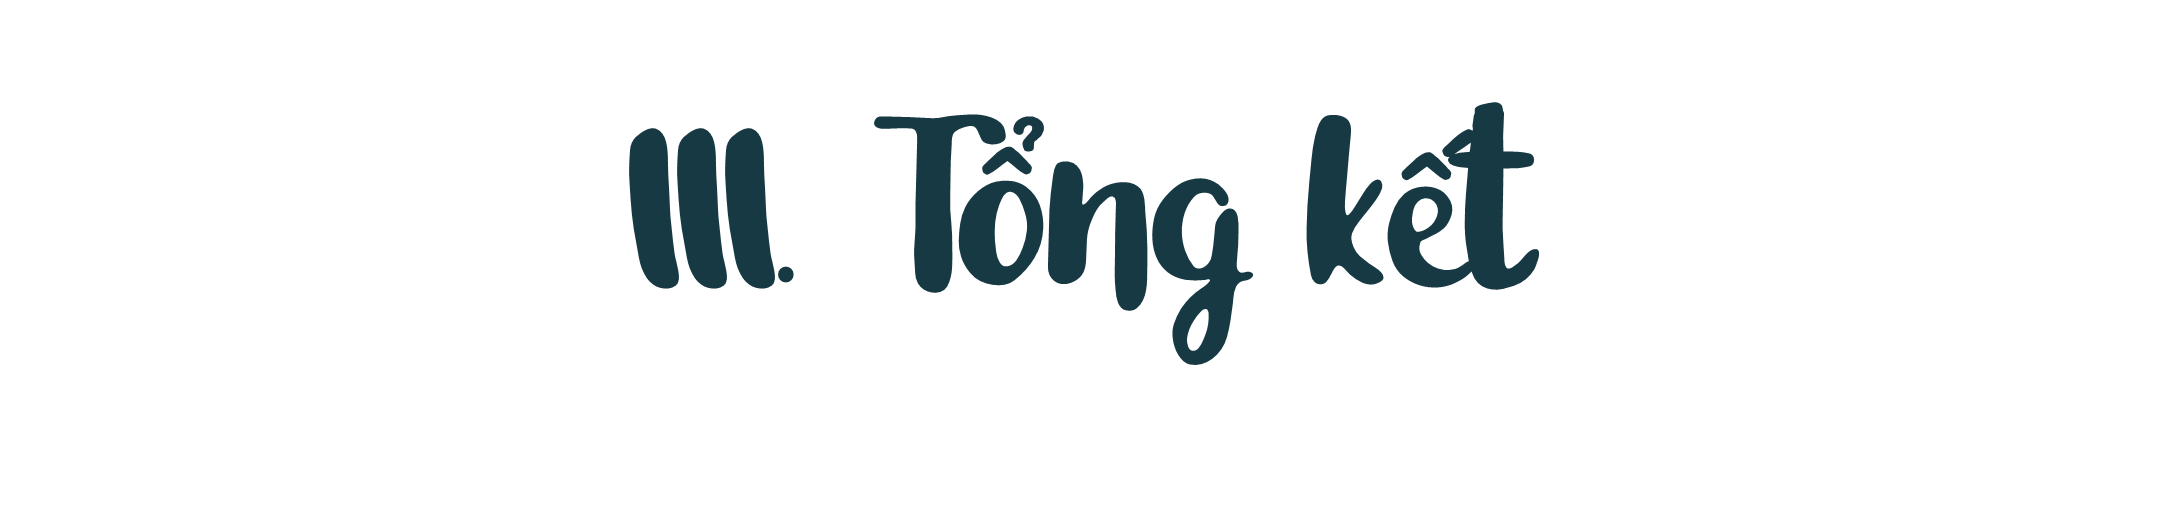 III. Tổng kết